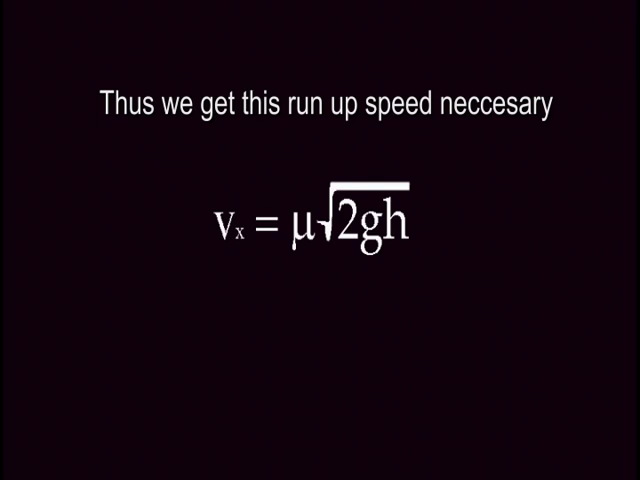 Thus we get this run up speed neccesary
vₓ = μ√2gh